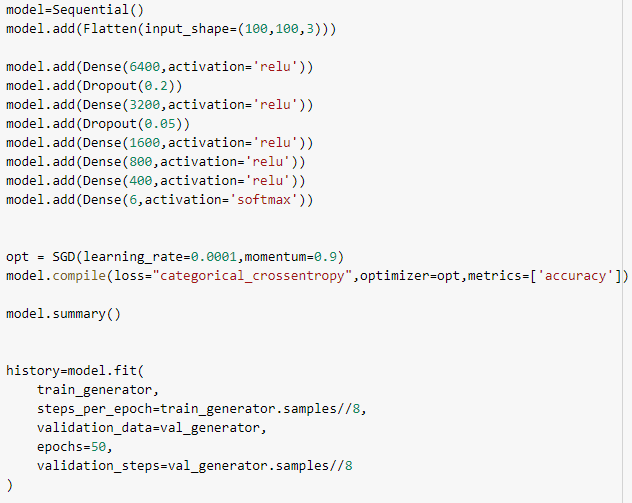 model=Sequential()
model.add(Flatten(input_shape=(100,100,3)))
model.add(Dense(6400,activation='relu'))
model.add(Dropout(0.2))
model.add(Dense(3200,activation='relu'))
model.add(Dropout(0.05))
model.add(Dense(1600,activation='relu'))
model.add(Dense(800,activation='relu'))
model.add(Dense(400,activation='relu'))
model.add(Dense(6,activation='softmax'))
opt = SGD(learning_rate=0.0001,momentum=0.9)
model.compile(loss="categorical_crossentropy",optimizer=opt,metrics=['accuracy'])
model.summary()
history=model.fit(
    train_generator,
    steps_per_epoch=train_generator.samples//8,
    validation_data=val_generator,
    epochs=50,
    validation_steps=val_generator.samples//8
)